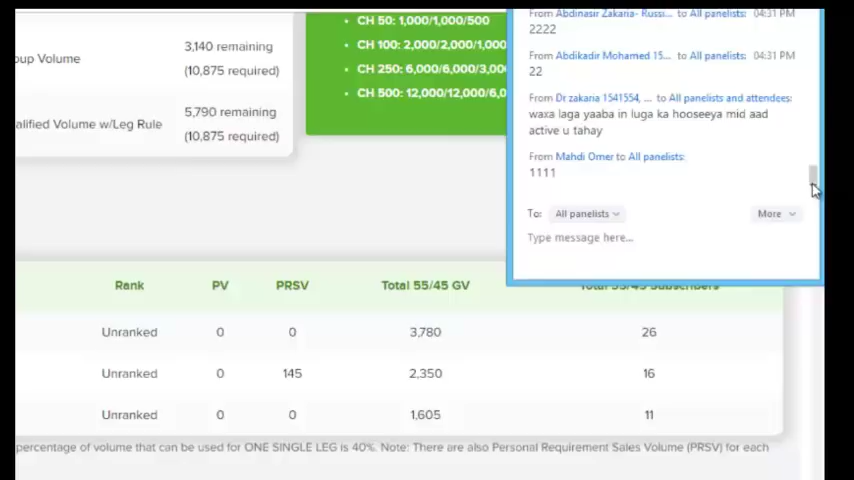 oup Volume
3,140 remaining
(10,875 required)
alified Volume w/Leg Rule
5,790 remaining
(10,875 required)
• CH 50: 1,000/1,000/500
• CH 100: 2,000/2,000/1,000
• CH 250: 6,000/6,000/3,00
• CH 500: 12,000/12,000/6,0
From Abdinasir Zakaria- Russi... to All panelists: 04:31 PM
2222
From Abdikadir Mohamed 15... to All panelists: 04:31 PM
22
From Dr zakaria 1541554, ... to All panelists and attendees:
waxa laga yaaba in luga ka hooseeya mid aad
active u tahay
From Mahdi Omer to All panelists:
1111
To: All panelists More
Type message here...
Rank PV PRSV Total 55/45 GV Total 55/45 Subscribers
Unranked 0 0 3,780 26
Unranked 0 145 2,350 16
Unranked 0 0 1,605 11
percentage of volume that can be used for ONE SINGLE LEG is 40%. Note: There are also Personal Requirement Sales Volume (PRSV) for each